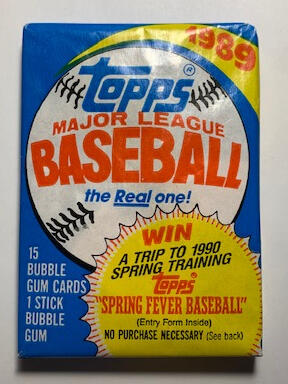 1989
TOPPS®
MAJOR LEAGUE
BASEBALL
the Real one!
15
BUBBLE
GUM CARDS
1 STICK
BUBBLE
GUM
WIN
A TRIP TO 1990
SPRING TRAINING
TOPPS
"SPRING FEVER BASEBALL"
(Entry Form Inside)
NO PURCHASE NECESSARY (See back)